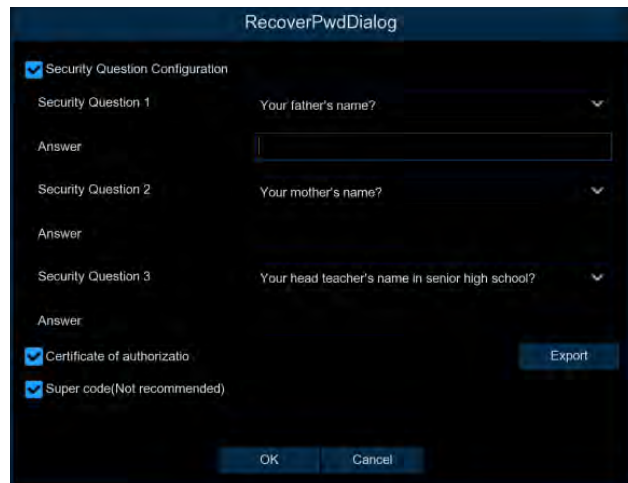 RecoverPwdDialog
Security Question Configuration
Security Question 1 Your father's name?
Answer
Security Question 2 Your mother's name?
Answer
Security Question 3 Your head teacher's name in senior high school?
Answer
Certificate of authorizatio Export
Super code(Not recommended)
OK Cancel